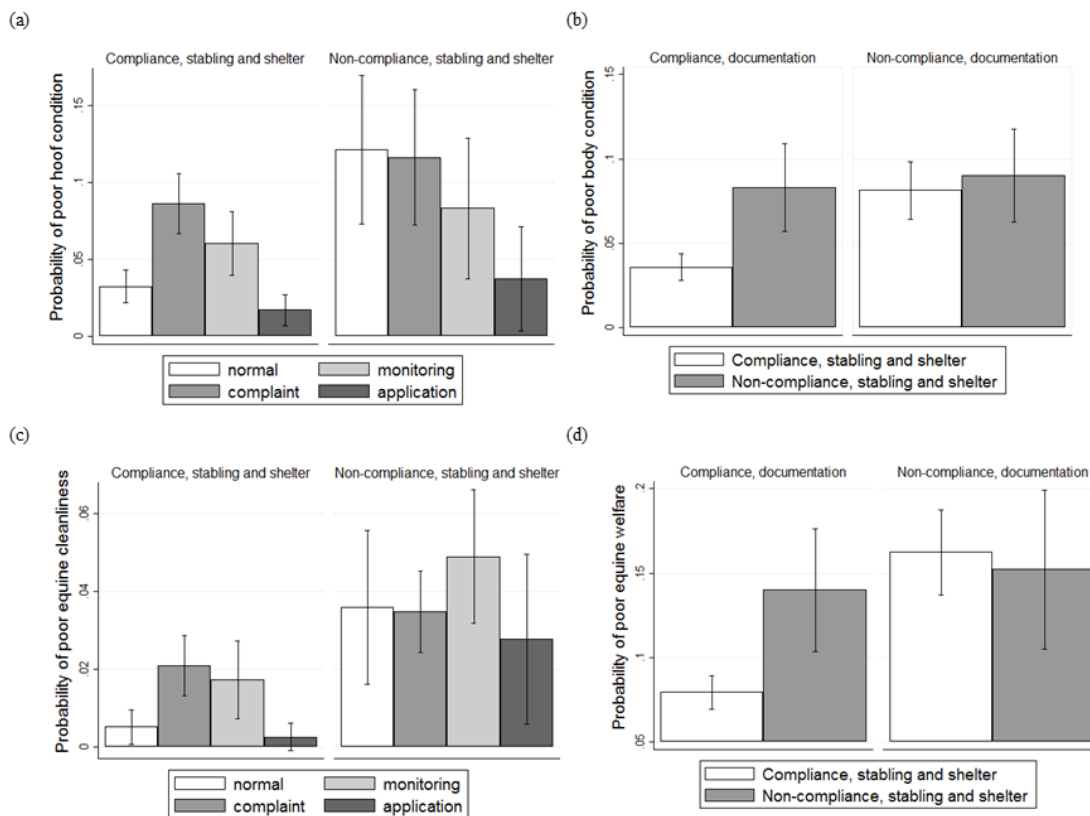 (a)
Compliance, stabling and shelter Non-compliance, stabling and shelter
Probability of poor hoof condition
.15
.1
.05
0
normal monitoring
complaint application
(b)
Compliance, documentation Non-compliance, documentation
Probability of poor body condition
.15
.1
.05
0
Compliance, stabling and shelter
Non-compliance, stabling and shelter
(c)
Compliance, stabling and shelter Non-compliance, stabling and shelter
Probability of poor equine cleanliness
.06
.04
.02
0
normal monitoring
complaint application
(d)
Compliance, documentation Non-compliance, documentation
Probability of poor equine welfare
.2
.15
.1
.05
Compliance, stabling and shelter
Non-compliance, stabling and shelter